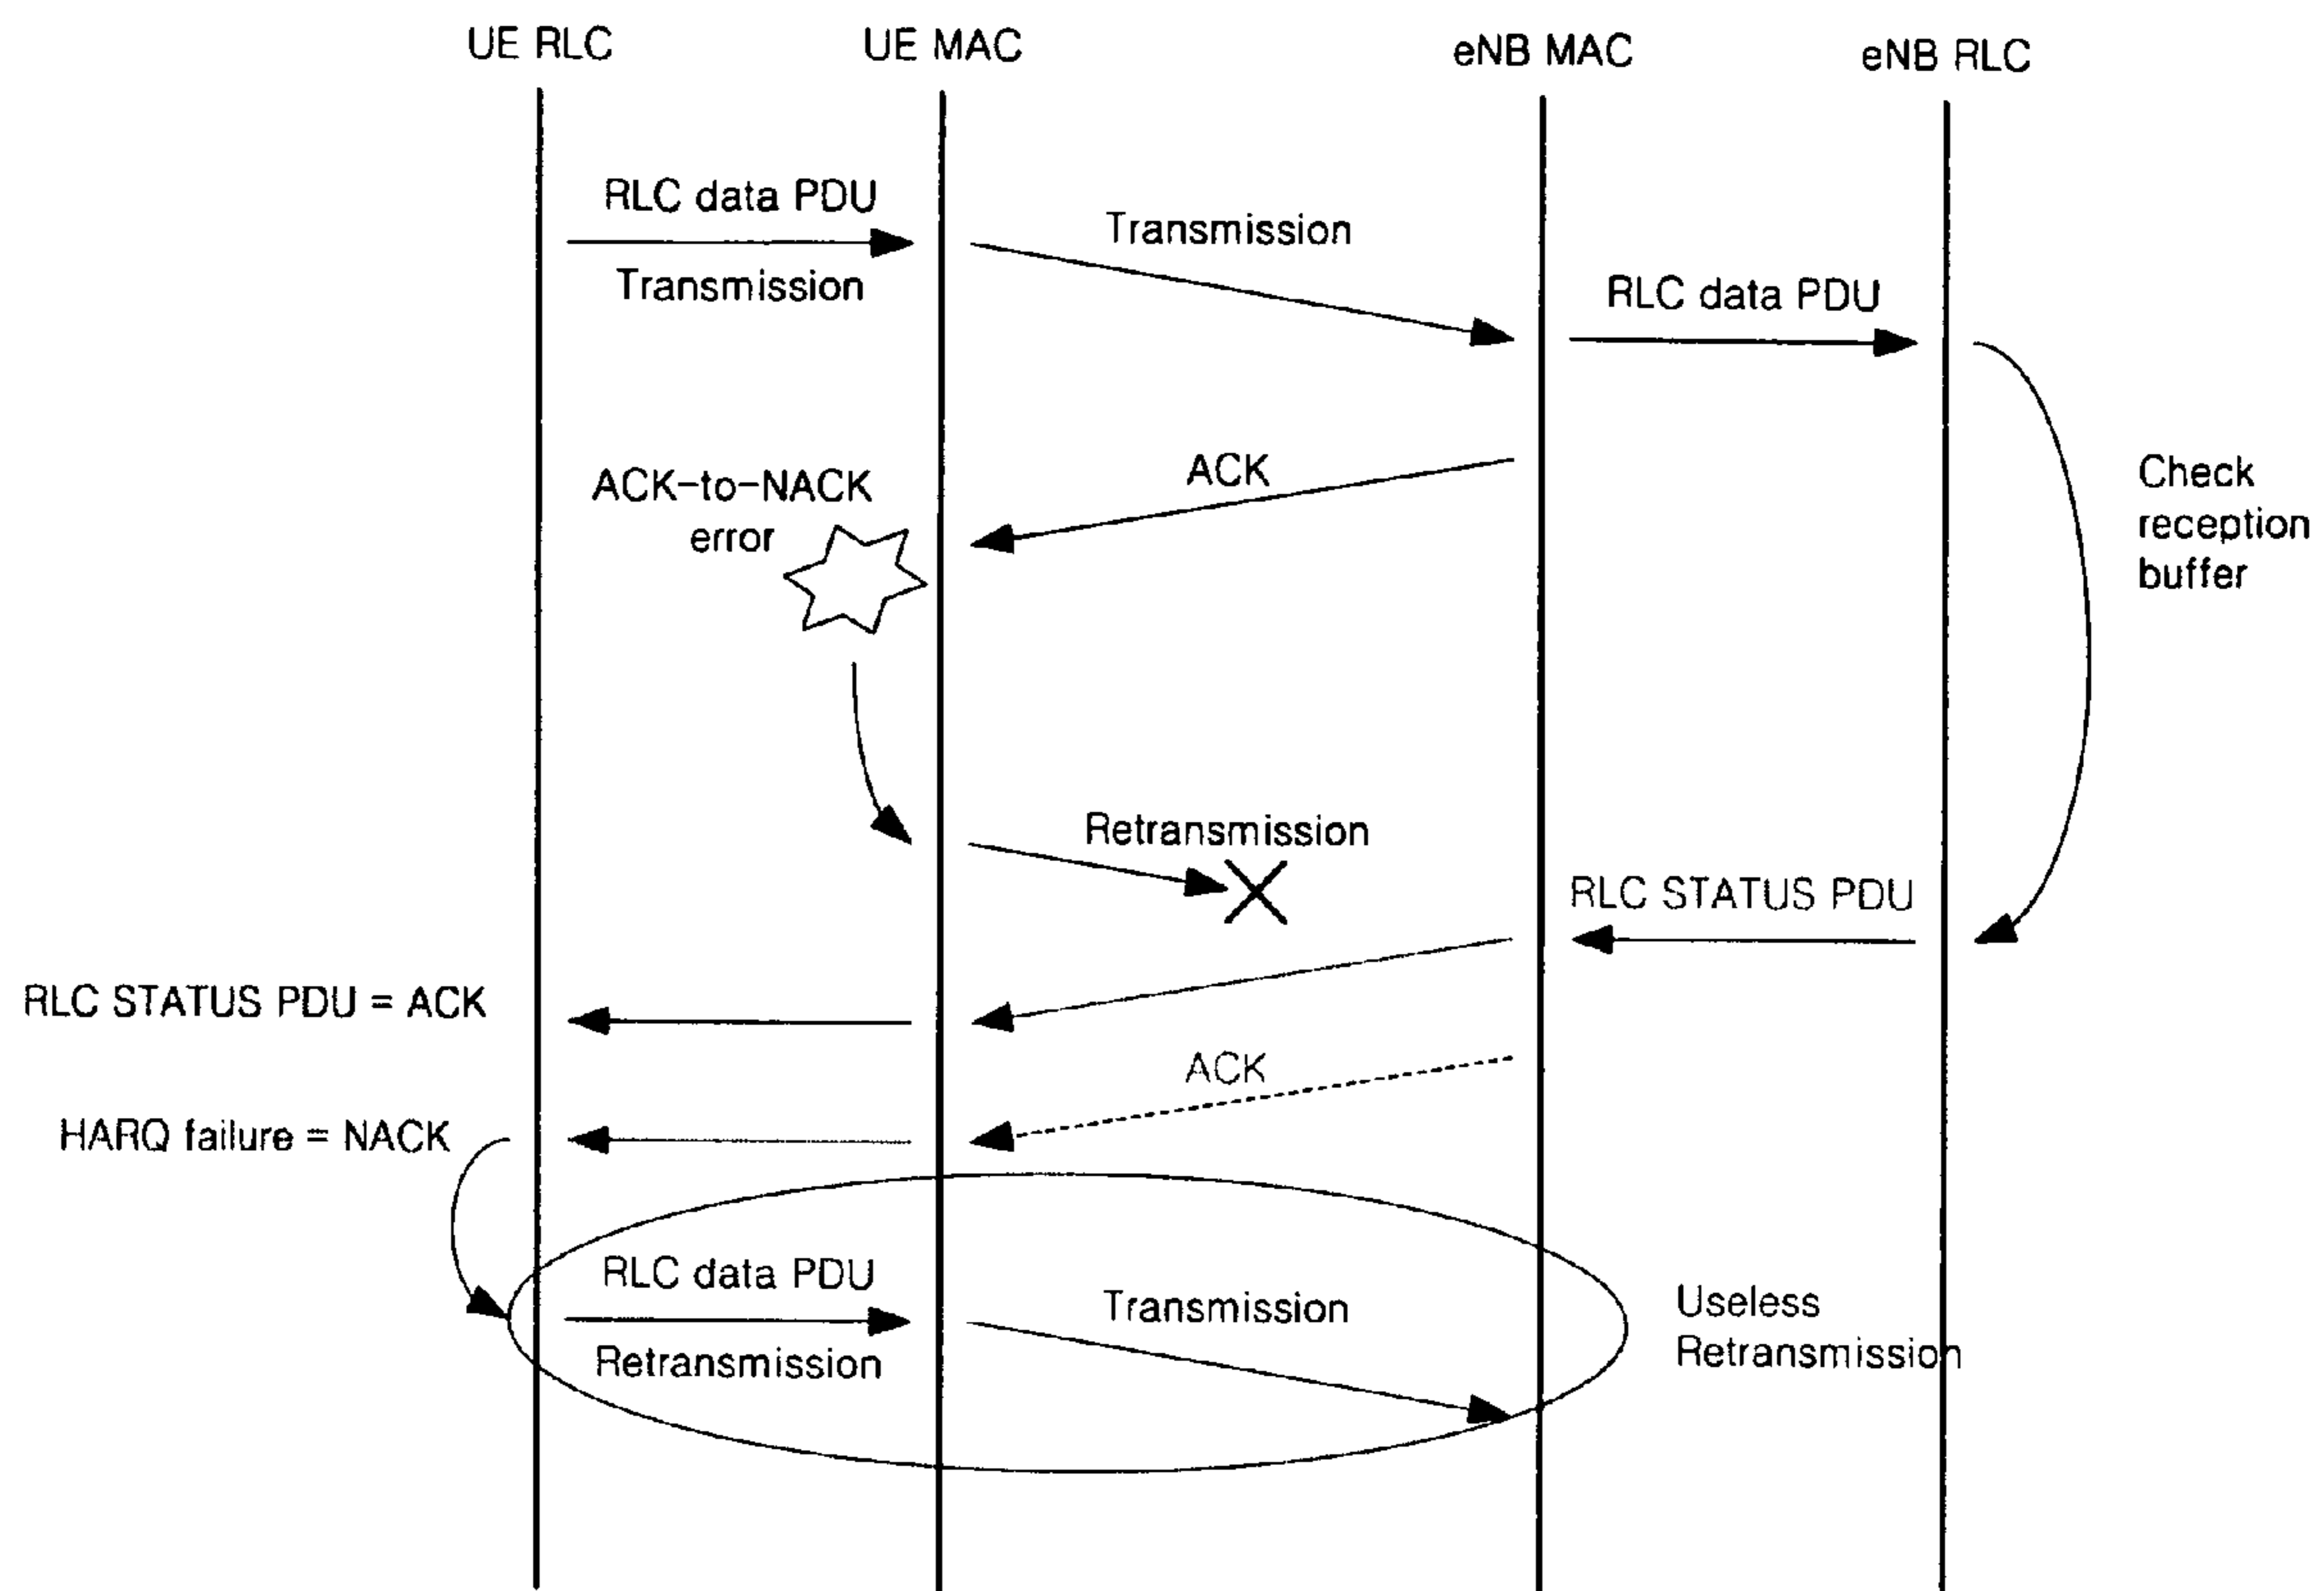 UE RLC
UE MAC
eNB MAC
eNB RLC
RLC data PDU
Transmission
Transmission
RLC data PDU
ACK-to-NACK
error
ACK
Check
reception
buffer
Retransmission
RLC STATUS PDU
RLC STATUS PDU = ACK
ACK
HARQ failure = NACK
RLC data PDU
Retransmission
Transmission
Useless
Retransmission